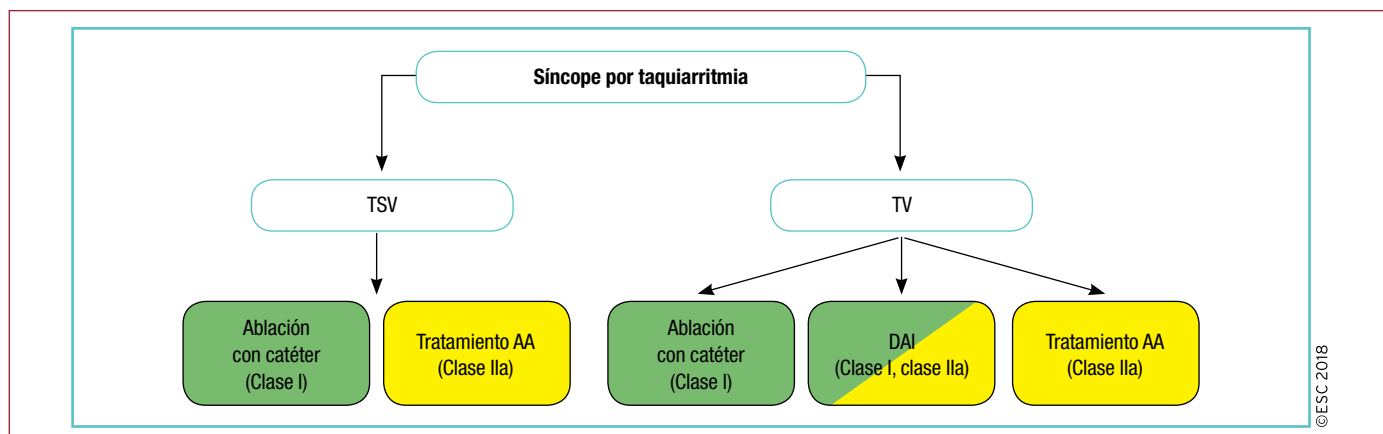 Síncope por taquiarritmia
TSV
TV
Ablación
con catéter
(Clase I)
Tratamiento AA
(Clase IIa)
Ablación
con catéter
(Clase I)
DAI
(Clase I, clase IIa)
Tratamiento AA
(Clase IIa)
©ESC 2018